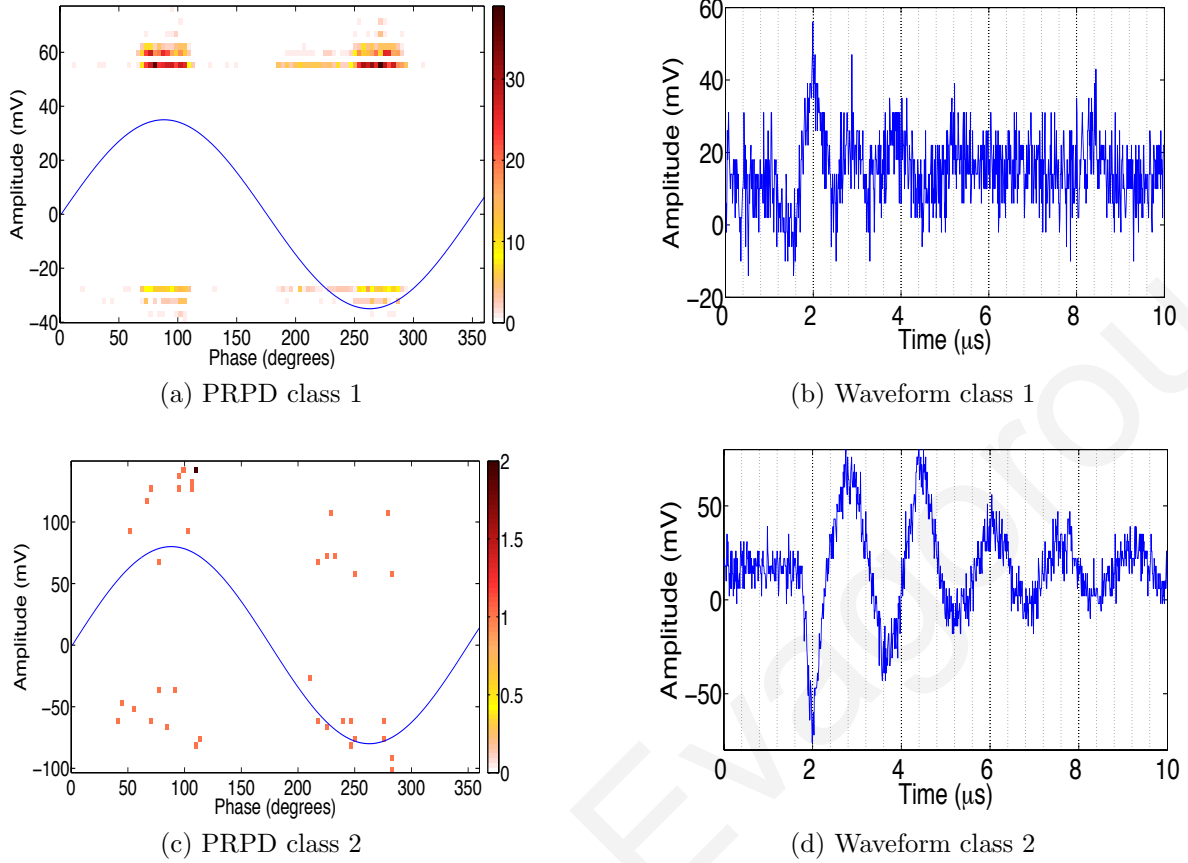 60
40
20
0
−20
−40
0 50 100 150 200 250 300 350
Phase (degrees)
Amplitude (mV)
30
20
10
0
(a) PRPD class 1
60
40
20
0
−20
0 2 4 6 8 10
Time (μs)
Amplitude (mV)
(b) Waveform class 1
100
50
0
−50
−100
0 50 100 150 200 250 300 350
Phase (degrees)
Amplitude (mV)
2
1.5
1
0.5
0
(c) PRPD class 2
50
0
−50
0 2 4 6 8 10
Time (μs)
Amplitude (mV)
(d) Waveform class 2
Evagorou